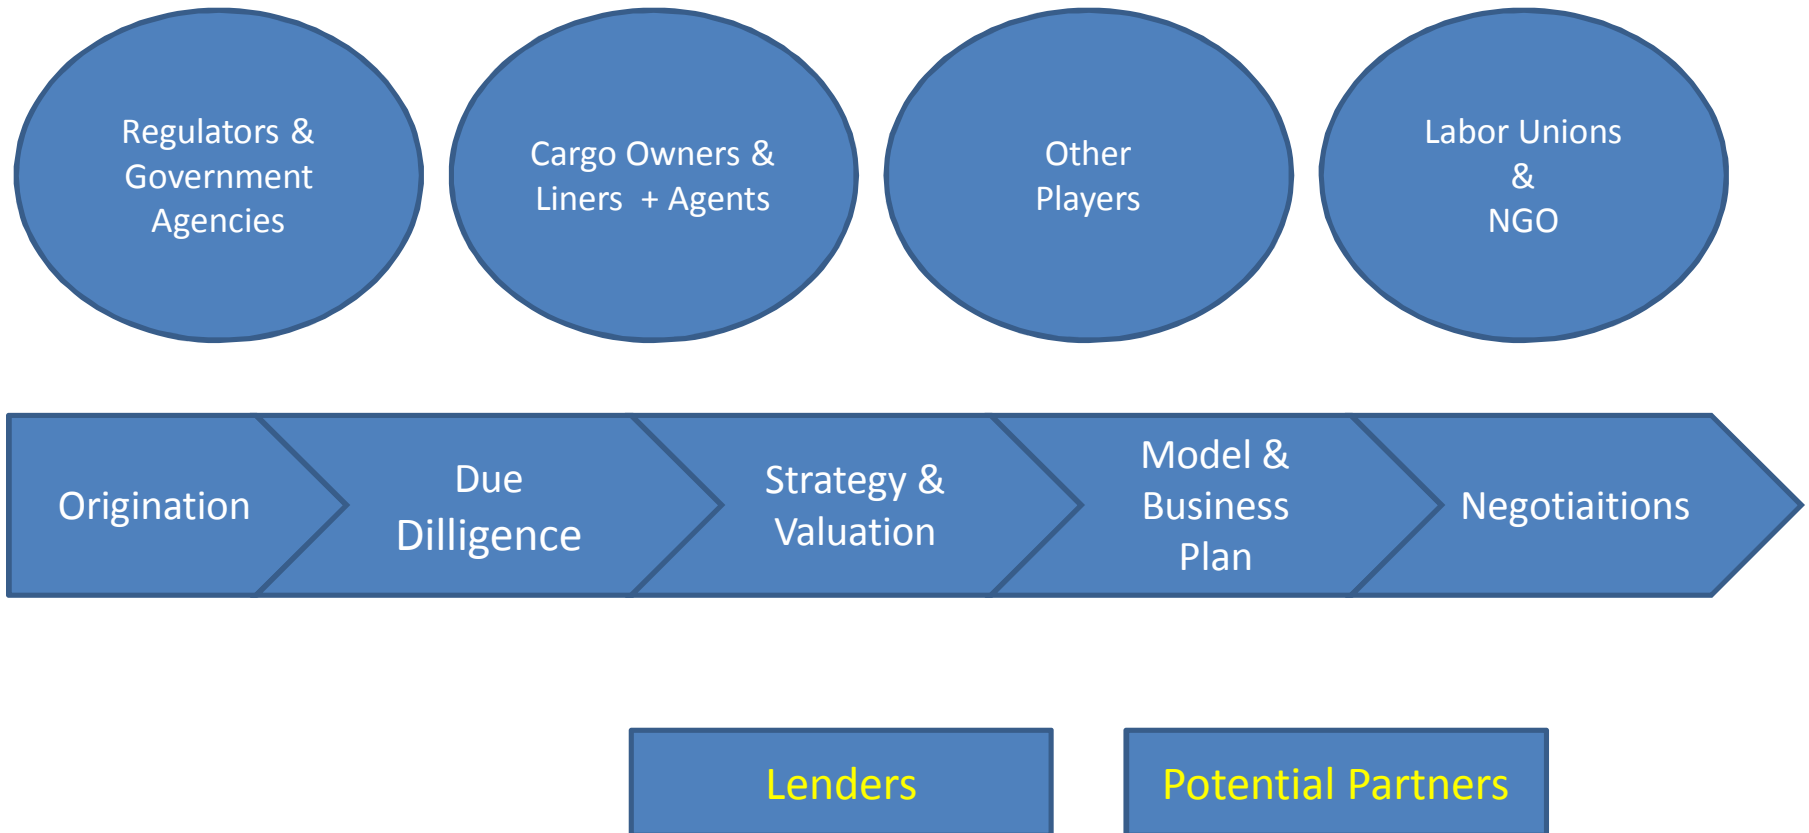 Regulators &
Government
Agencies
Cargo Owners &
Liners + Agents
Other
Players
Labor Unions
&
NGO
Origination
Due
Dilligence
Strategy &
Valuation
Model &
Business
Plan
Negotiaitions
Lenders
Potential Partners